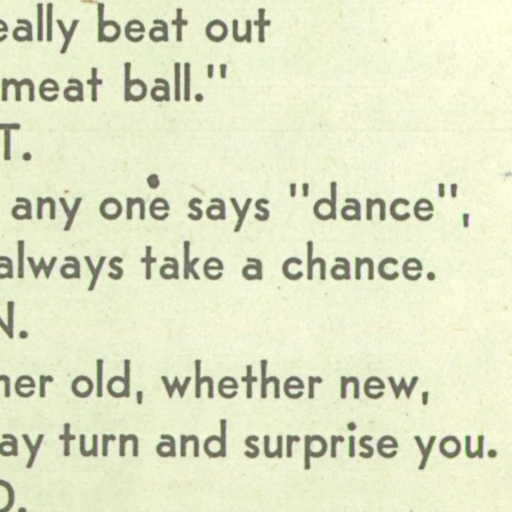 eally beat out
meat ball."
T.
any one says "dance",
always take a chance.
N.
her old, whether new,
ay turn and surprise you.
D.